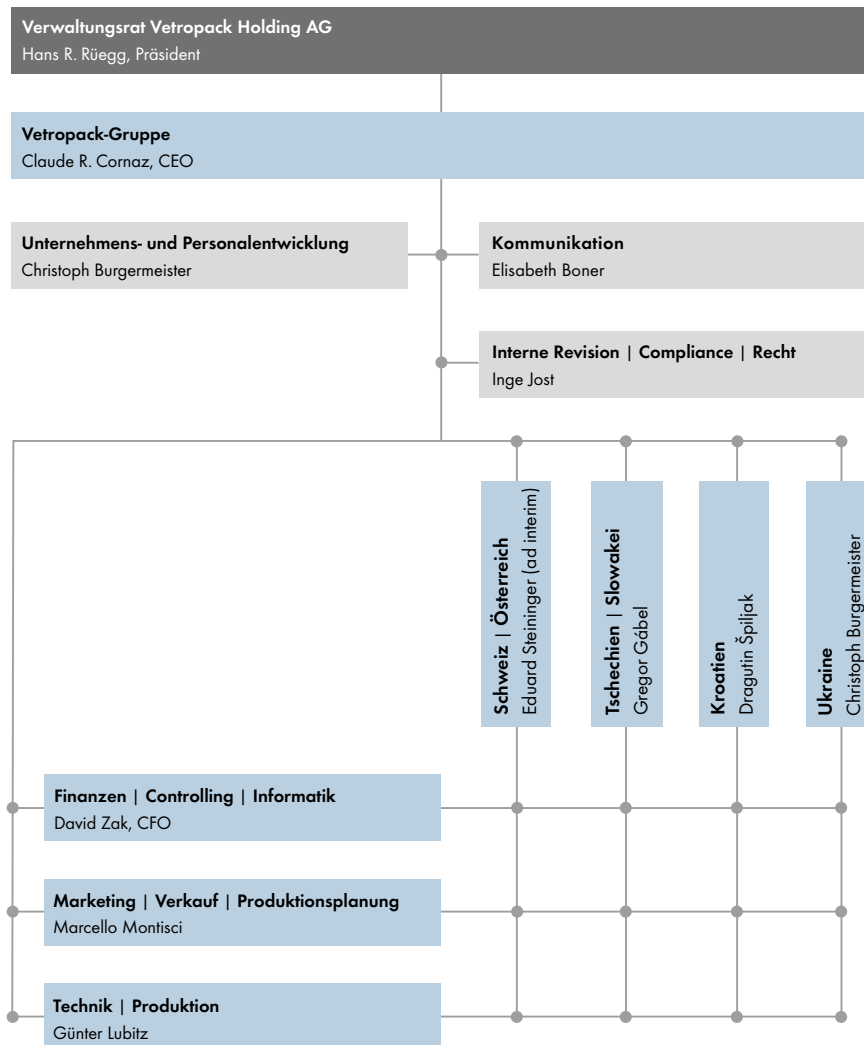 Verwaltungsrat Vetropack Holding AG
Hans R. Rüegg, Präsident
Vetropack-Gruppe
Claude R. Cornaz, CEO
Unternehmens- und Personalentwicklung
Christoph Burgermeister
Kommunikation
Elisabeth Boner
Interne Revision | Compliance | Recht
Inge Jost
Schweiz | Österreich
Eduard Steininger (ad interim)
Tschechien | Slowakei
Gregor Gábel
Kroatien
Dragutin Špiljak
Ukraine
Christoph Burgermeister
Finanzen | Controlling | Informatik
David Zak, CFO
Marketing | Verkauf | Produktionsplanung
Marcello Montisci
Technik | Produktion
Günter Lubitz